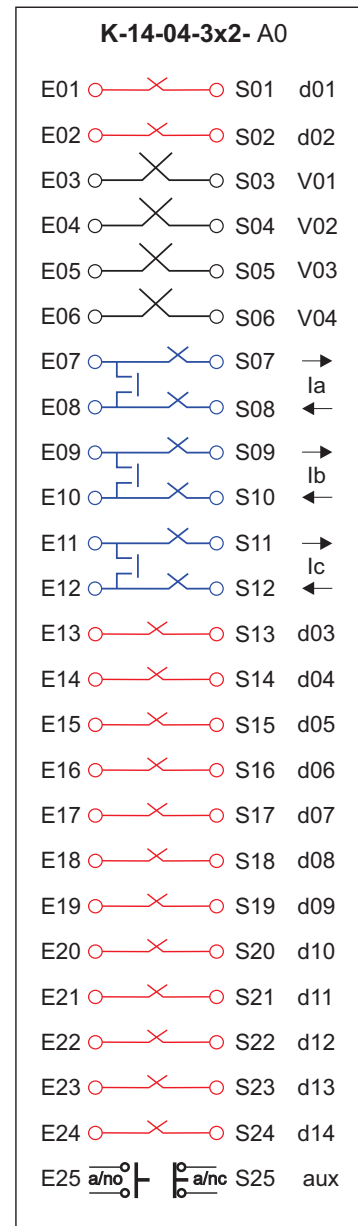 K-14-04-3x2- A0
E01 S01 d01
E02 S02 d02
E03 S03 V01
E04 S04 V02
E05 S05 V03
E06 S06 V04
E07 S07
Ia
E08 S08
E09 S09
Ib
E10 S10
E11 S11
Ic
E12 S12
E13 S13 d03
E14 S14 d04
E15 S15 d05
E16 S16 d06
E17 S17 d07
E18 S18 d08
E19 S19 d09
E20 S20 d10
E21 S21 d11
E22 S22 d12
E23 S23 d13
E24 S24 d14
E25 a/no a/nc S25 aux